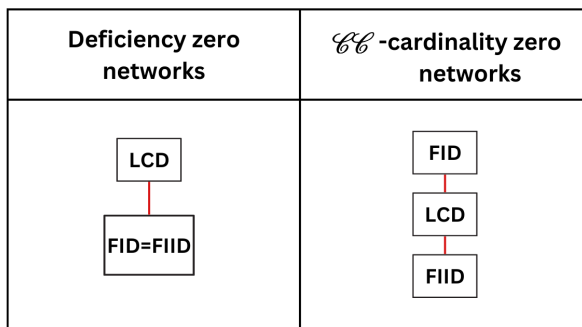 Deficiency zero
networks
𝒞𝒞 -cardinality zero
networks
LCD
FID=FIID
FID
LCD
FIID